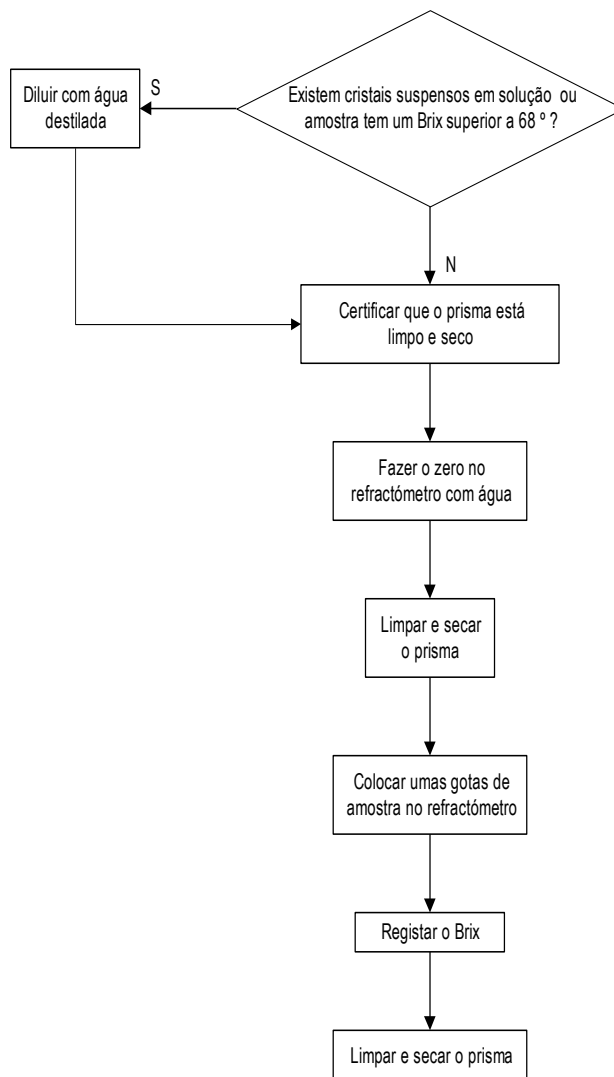 Existem cristais suspensos em solução ou
amostra tem um Brix superior a 68 º ?
S
Diluir com água
destilada
N
Certificar que o prisma está
limpo e seco
Fazer o zero no
refractómetro com água
Limpar e secar
o prisma
Colocar umas gotas de
amostra no refractómetro
Registar o Brix
Limpar e secar o prisma